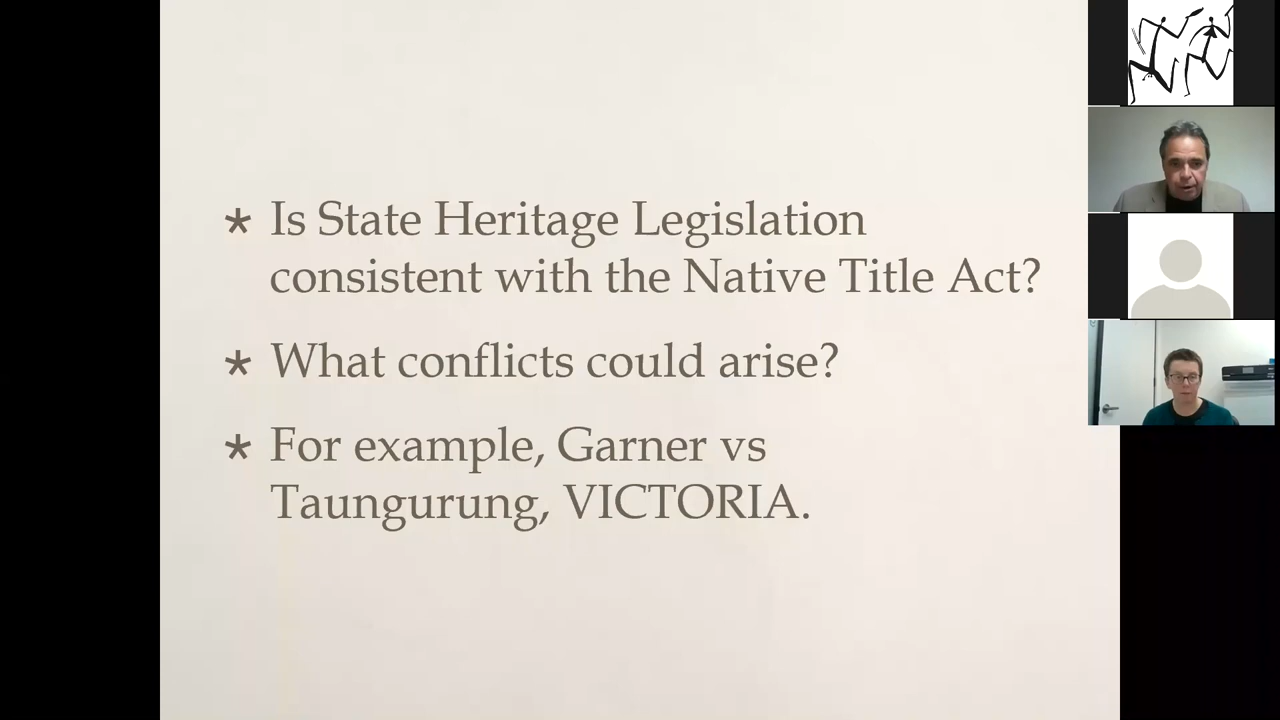 * Is State Heritage Legislation
consistent with the Native Title Act?
* What conflicts could arise?
* For example, Garner vs
Taungurung, VICTORIA.